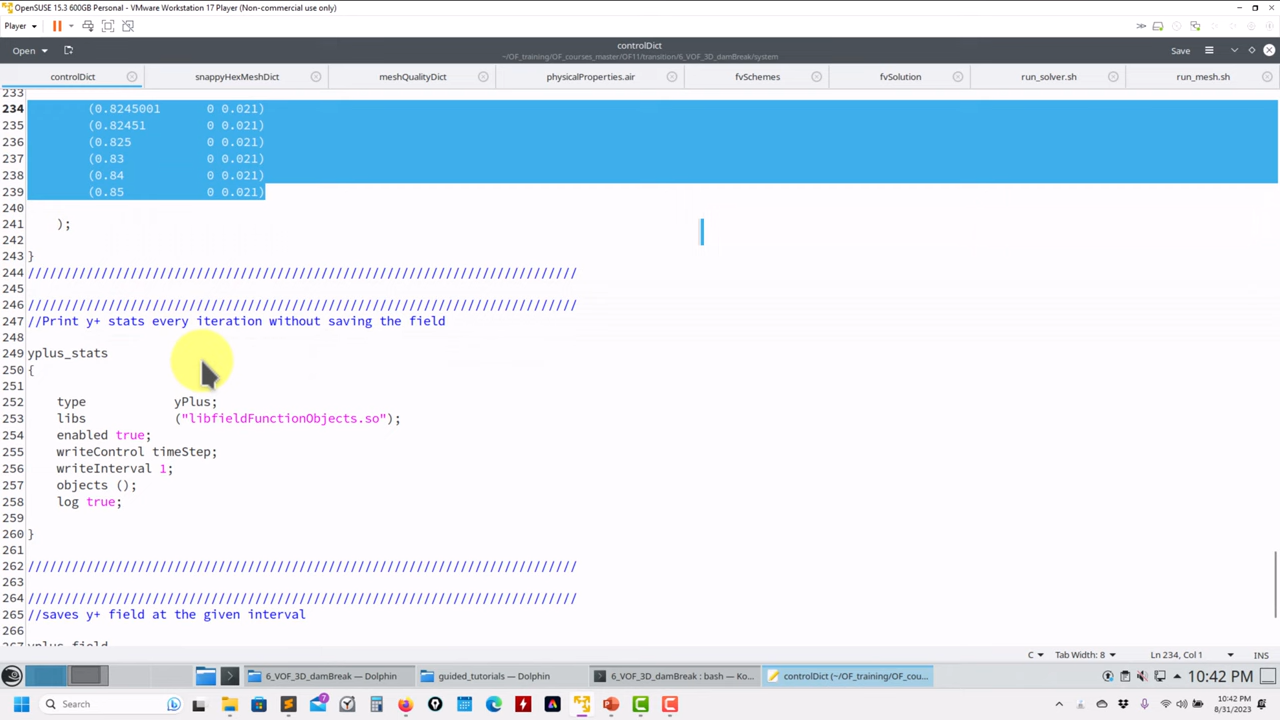 OpenSUSE 15.3 600GB Personal - VMware Workstation 17 Player (Non-commercial use only)
Player
Open
controlDict
~/OF_training/OF_courses_master/OF11/transition/6_VOF_3D_damBreak/system
Save
controlDict snappyHexMeshDict meshQualityDict physicalProperties.air fvSchemes fvSolution run_solver.sh run_mesh.sh
233
234 (0.8245001 0 0.021)
235 (0.82451 0 0.021)
236 (0.825 0 0.021)
237 (0.83 0 0.021)
238 (0.84 0 0.021)
239 (0.85 0 0.021)
240
241 );
242
243 }
244 ///////////////////////////////////////////////////////////////////////////
245
246 ///////////////////////////////////////////////////////////////////////////
247 //Print y+ stats every iteration without saving the field
248
249 yplus_stats
250 {
251
252 type yPlus;
253 libs ("libfieldFunctionObjects.so");
254 enabled true;
255 writeControl timeStep;
256 writeInterval 1;
257 objects ();
258 log true;
259
260 }
261
262 ///////////////////////////////////////////////////////////////////////////
263
264 ///////////////////////////////////////////////////////////////////////////
265 //saves y+ field at the given interval
266
267 yplus_field
C Tab Width: 8 Ln 234, Col 1 INS
6_VOF_3D_damBreak — Dolphin guided_tutorials — Dolphin 6_VOF_3D_damBreak : bash — Ko... controlDict (~/OF_training/OF_cou... 10:42 PM
Search 7 10:42 PM
8/31/2023